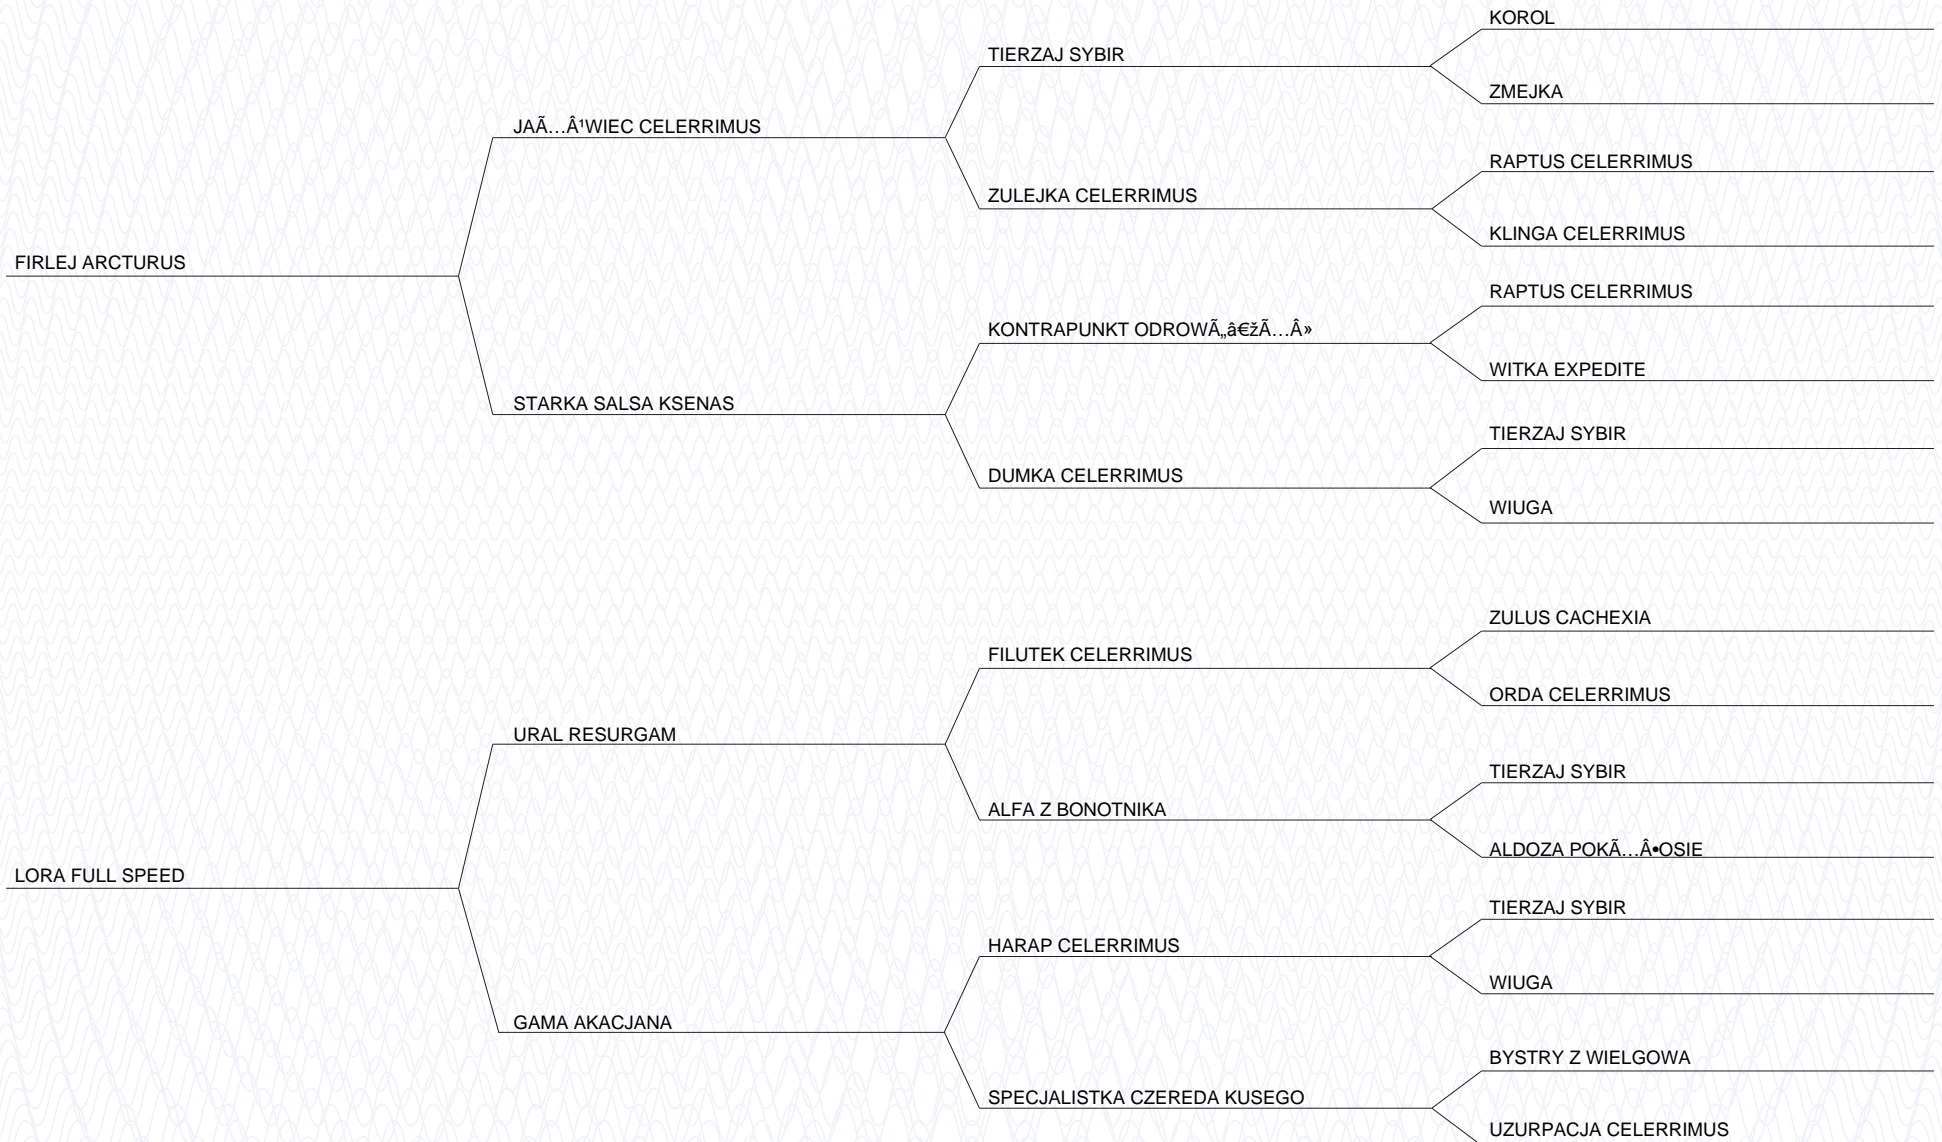 KOROL
TIERZAJ SYBIR
ZMEJKA
JAÃ…Â¹WIEC CELERRIMUS
RAPTUS CELERRIMUS
ZULEJKA CELERRIMUS
KLINGA CELERRIMUS
FIRLEJ ARCTURUS
RAPTUS CELERRIMUS
KONTRAPUNKT ODROWÃ„â€žÃ…Â»
WITKA EXPEDITE
STARKA SALSA KSENAS
TIERZAJ SYBIR
DUMKA CELERRIMUS
WIUGA
ZULUS CACHEXIA
FILUTEK CELERRIMUS
ORDA CELERRIMUS
URAL RESURGAM
TIERZAJ SYBIR
ALFA Z BONOTNIKA
ALDOZA POKÃ…Â•OSIE
LORA FULL SPEED
TIERZAJ SYBIR
HARAP CELERRIMUS
WIUGA
GAMA AKACJANA
BYSTRY Z WIELGOWA
SPECJALISTKA CZEREDA KUSEGO
UZURPACJA CELERRIMUS